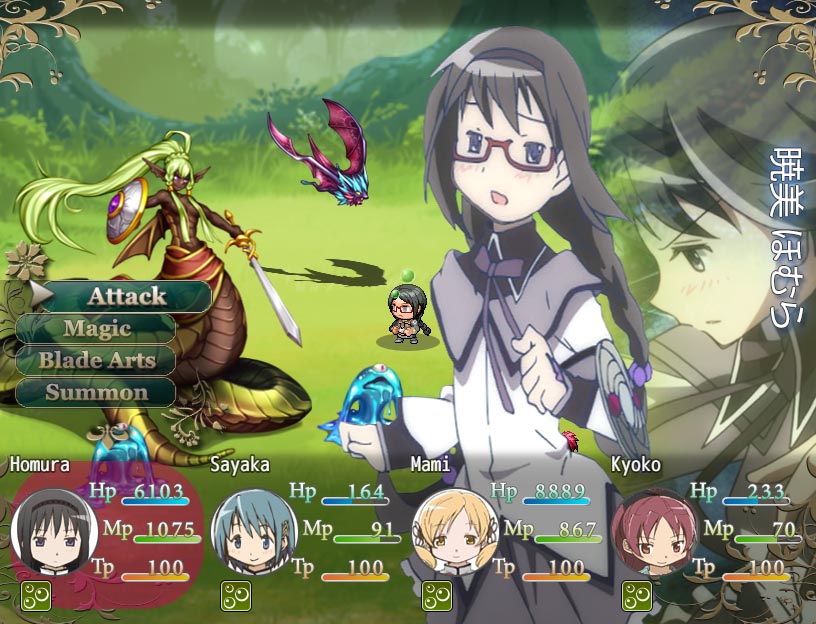 暁美 ほむら
Attack
Magic
Blade Arts
Summon
Homura
Hp 6103
Mp 1075
Tp 100
Sayaka
Hp 164
Mp 91
Tp 100
Mami
Hp 8889
Mp 867
Tp 100
Kyoko
Hp 233
Mp 70
Tp 100